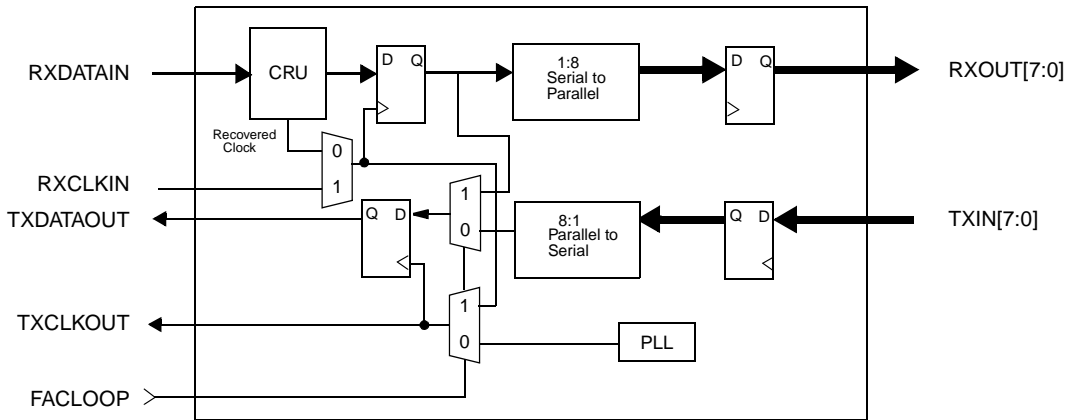 RXDATAIN
CRU
D Q
1:8
Serial to
Parallel
D Q
RXOUT[7:0]
Recovered
Clock
0
1
RXCLKIN
TXDATAOUT
Q D
1
0
8:1
Parallel to
Serial
Q D
TXIN[7:0]
TXCLKOUT
1
0
PLL
FACLOOP